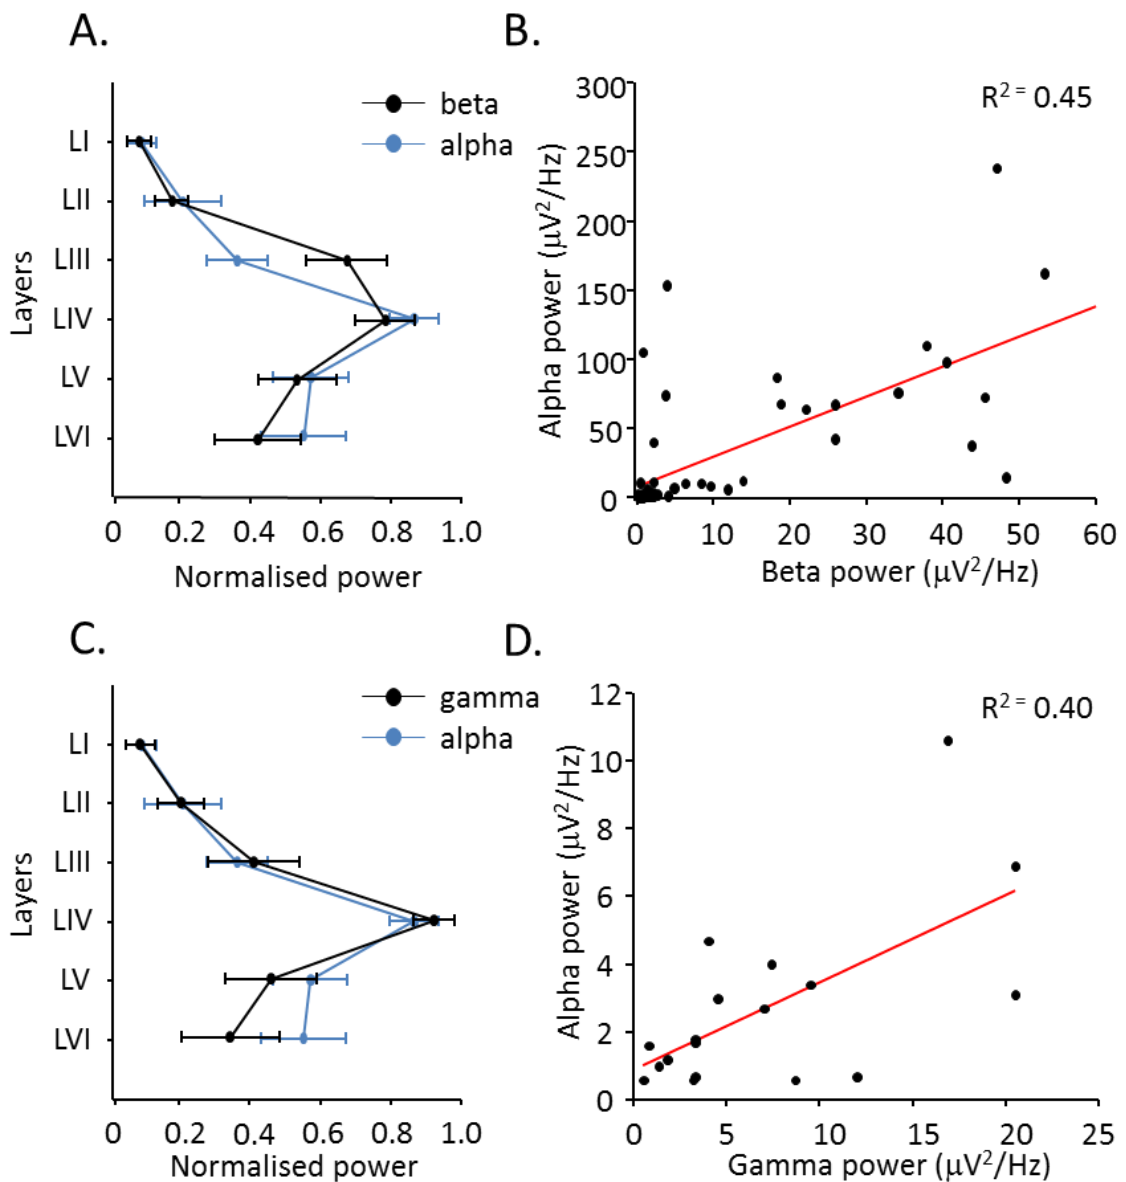 A.
beta
alpha
LI
LII
LIII
LIV
LV
LVI
Layers
0 0.2 0.4 0.6 0.8 1.0
Normalised power
B.
R² = 0.45
300
250
200
150
100
50
0
Alpha power (μV²/Hz)
0 10 20 30 40 50 60
Beta power (μV²/Hz)
C.
gamma
alpha
LI
LII
LIII
LIV
LV
LVI
Layers
0 0.2 0.4 0.6 0.8 1.0
Normalised power
D.
R² = 0.40
12
10
8
6
4
2
0
Alpha power (μV²/Hz)
0 5 10 15 20 25
Gamma power (μV²/Hz)